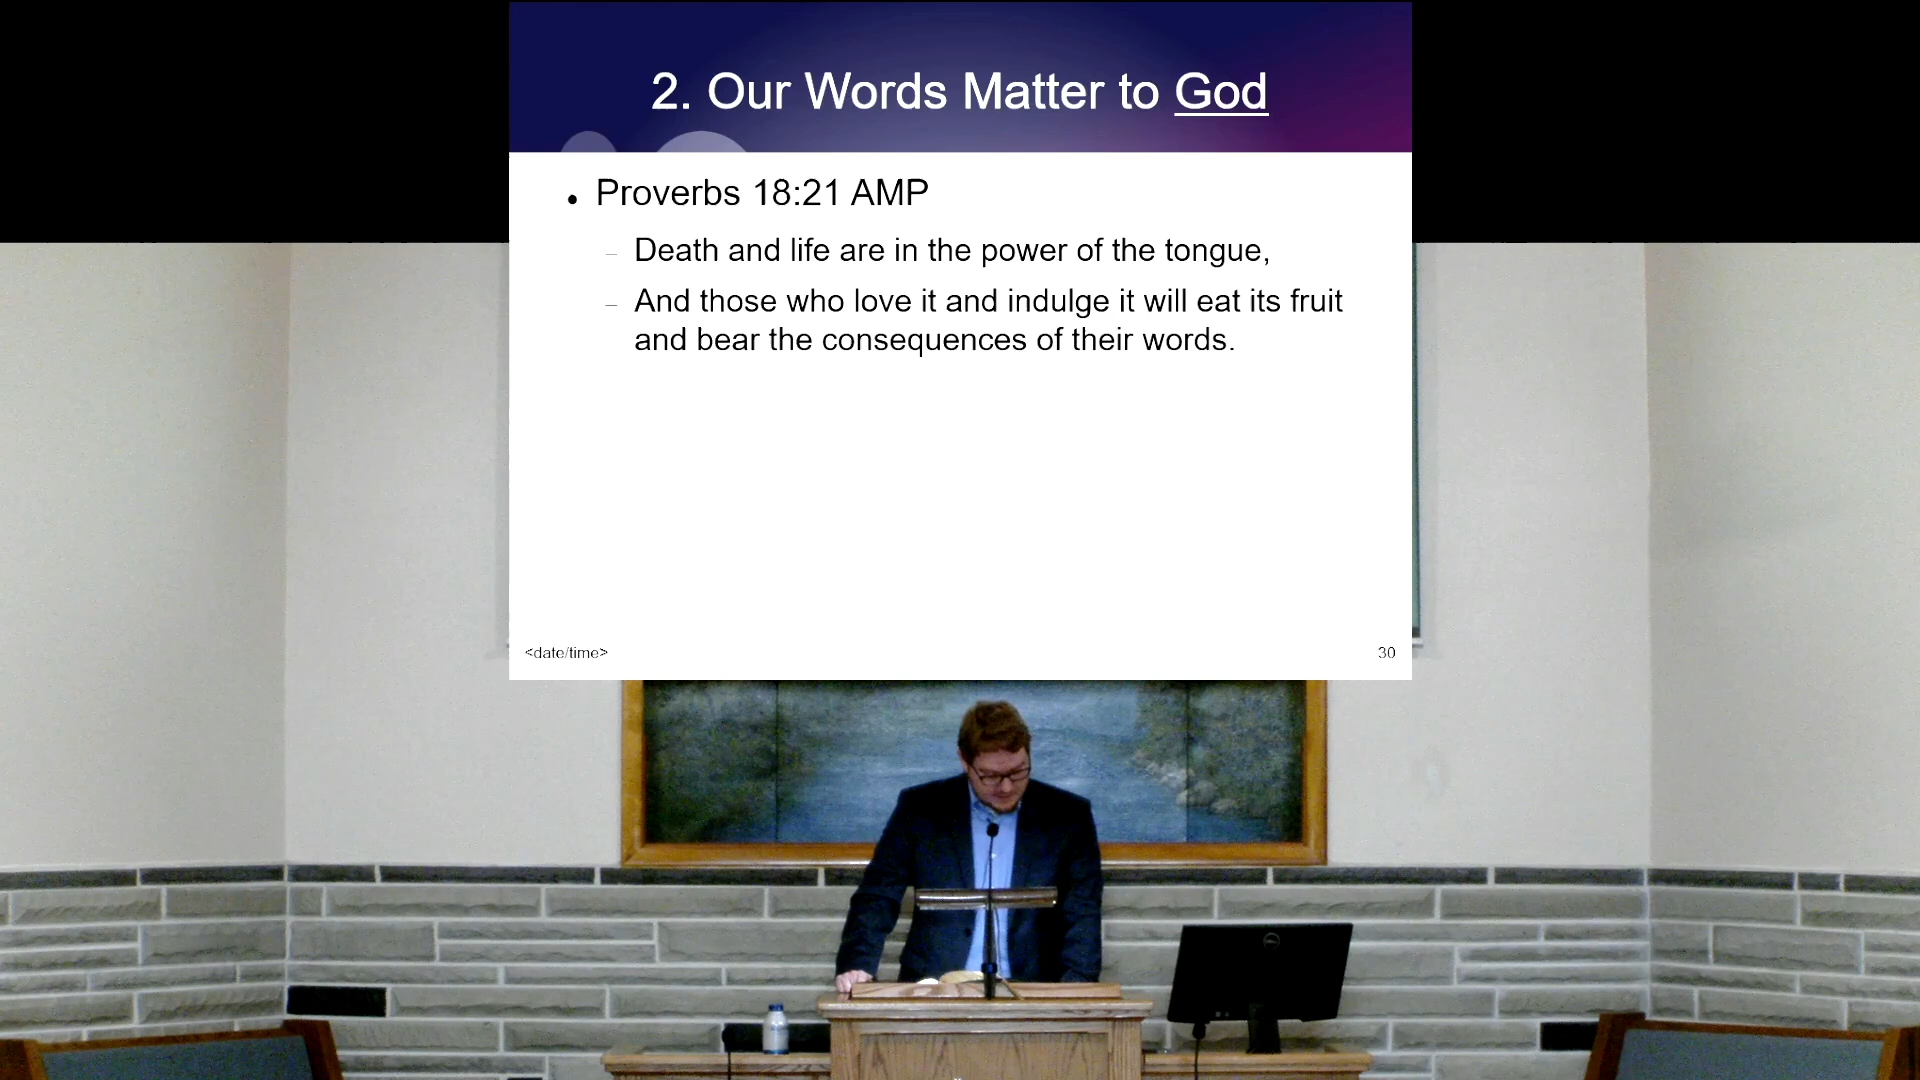 2. Our Words Matter to God
• Proverbs 18:21 AMP
– Death and life are in the power of the tongue,
– And those who love it and indulge it will eat its fruit
and bear the consequences of their words.
<date/time>
30